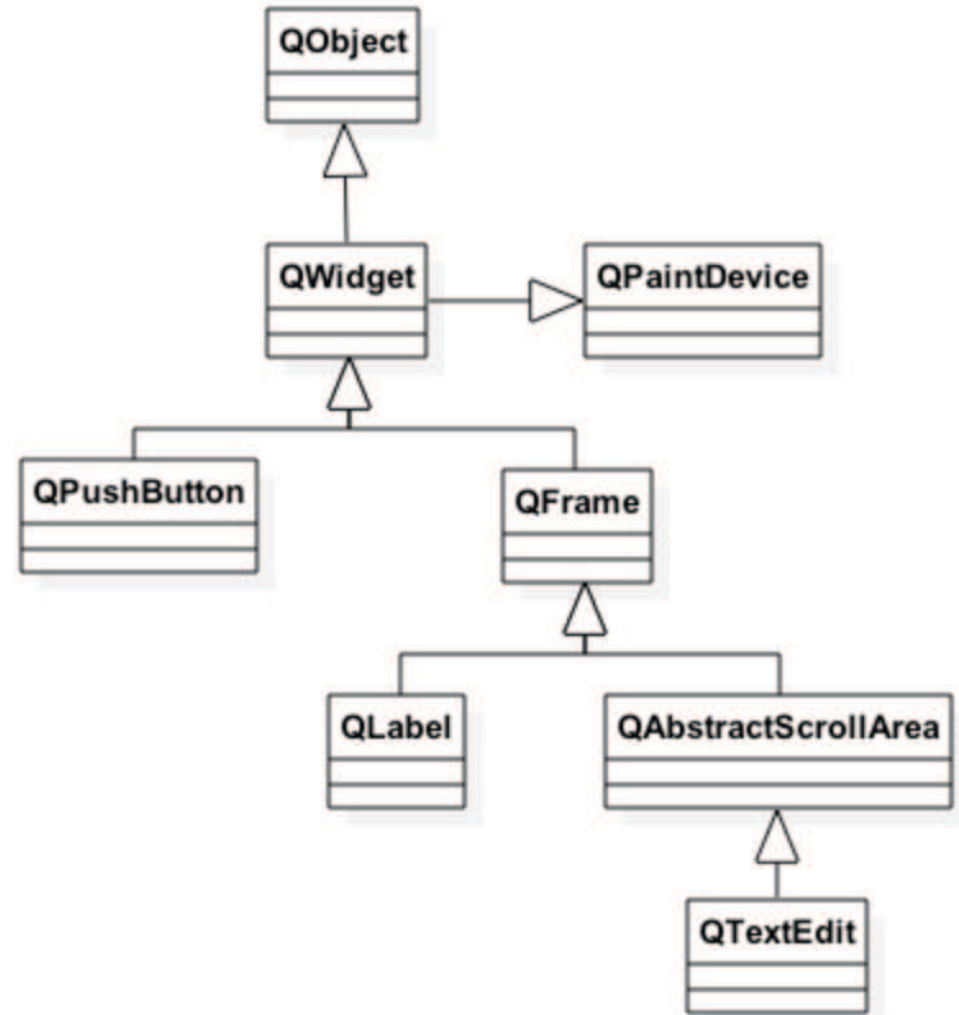 QObject
QWidget
QPaintDevice
QPushButton
QFrame
QLabel
QAbstractScrollArea
QTextEdit